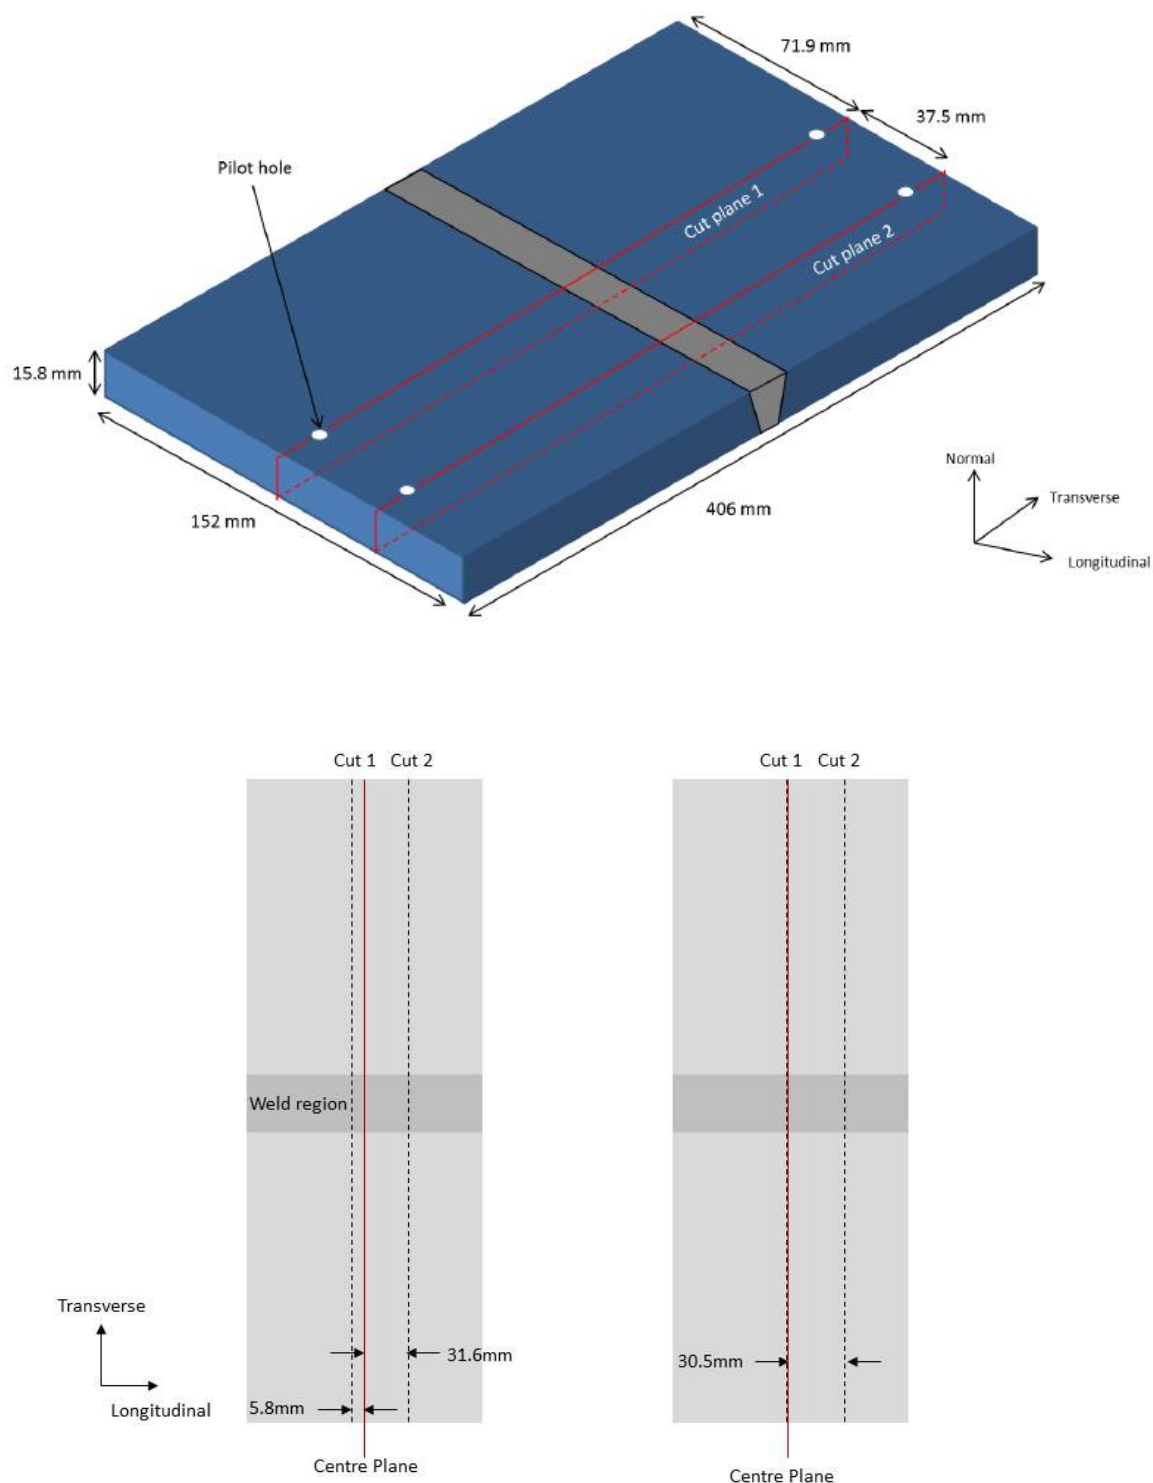 71.9 mm
37.5 mm
Pilot hole
Cut plane 1
Cut plane 2
15.8 mm
152 mm
406 mm
Normal
Transverse
Longitudinal
Cut 1 Cut 2
Weld region
31.6mm
5.8mm
Centre Plane
Cut 1 Cut 2
30.5mm
Centre Plane
Transverse
Longitudinal